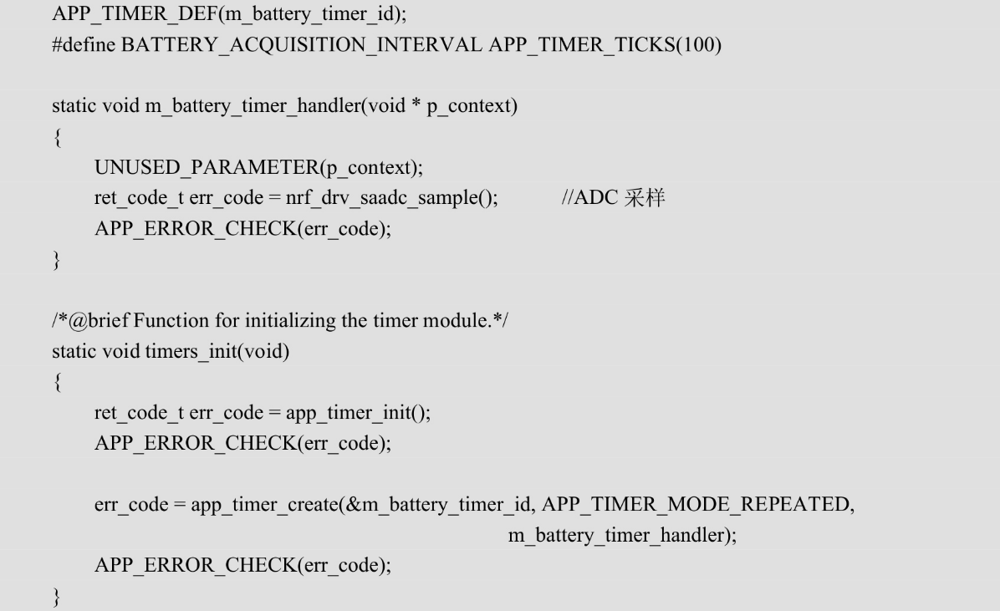 APP_TIMER_DEF(m_battery_timer_id);
#define BATTERY_ACQUISITION_INTERVAL APP_TIMER_TICKS(100)
static void m_battery_timer_handler(void * p_context)
{
UNUSED_PARAMETER(p_context);
ret_code_t err_code = nrf_drv_saadc_sample(); //ADC 采样
APP_ERROR_CHECK(err_code);
}
/*@brief Function for initializing the timer module.*/
static void timers_init(void)
{
ret_code_t err_code = app_timer_init();
APP_ERROR_CHECK(err_code);
err_code = app_timer_create(&m_battery_timer_id, APP_TIMER_MODE_REPEATED,
m_battery_timer_handler);
APP_ERROR_CHECK(err_code);
}